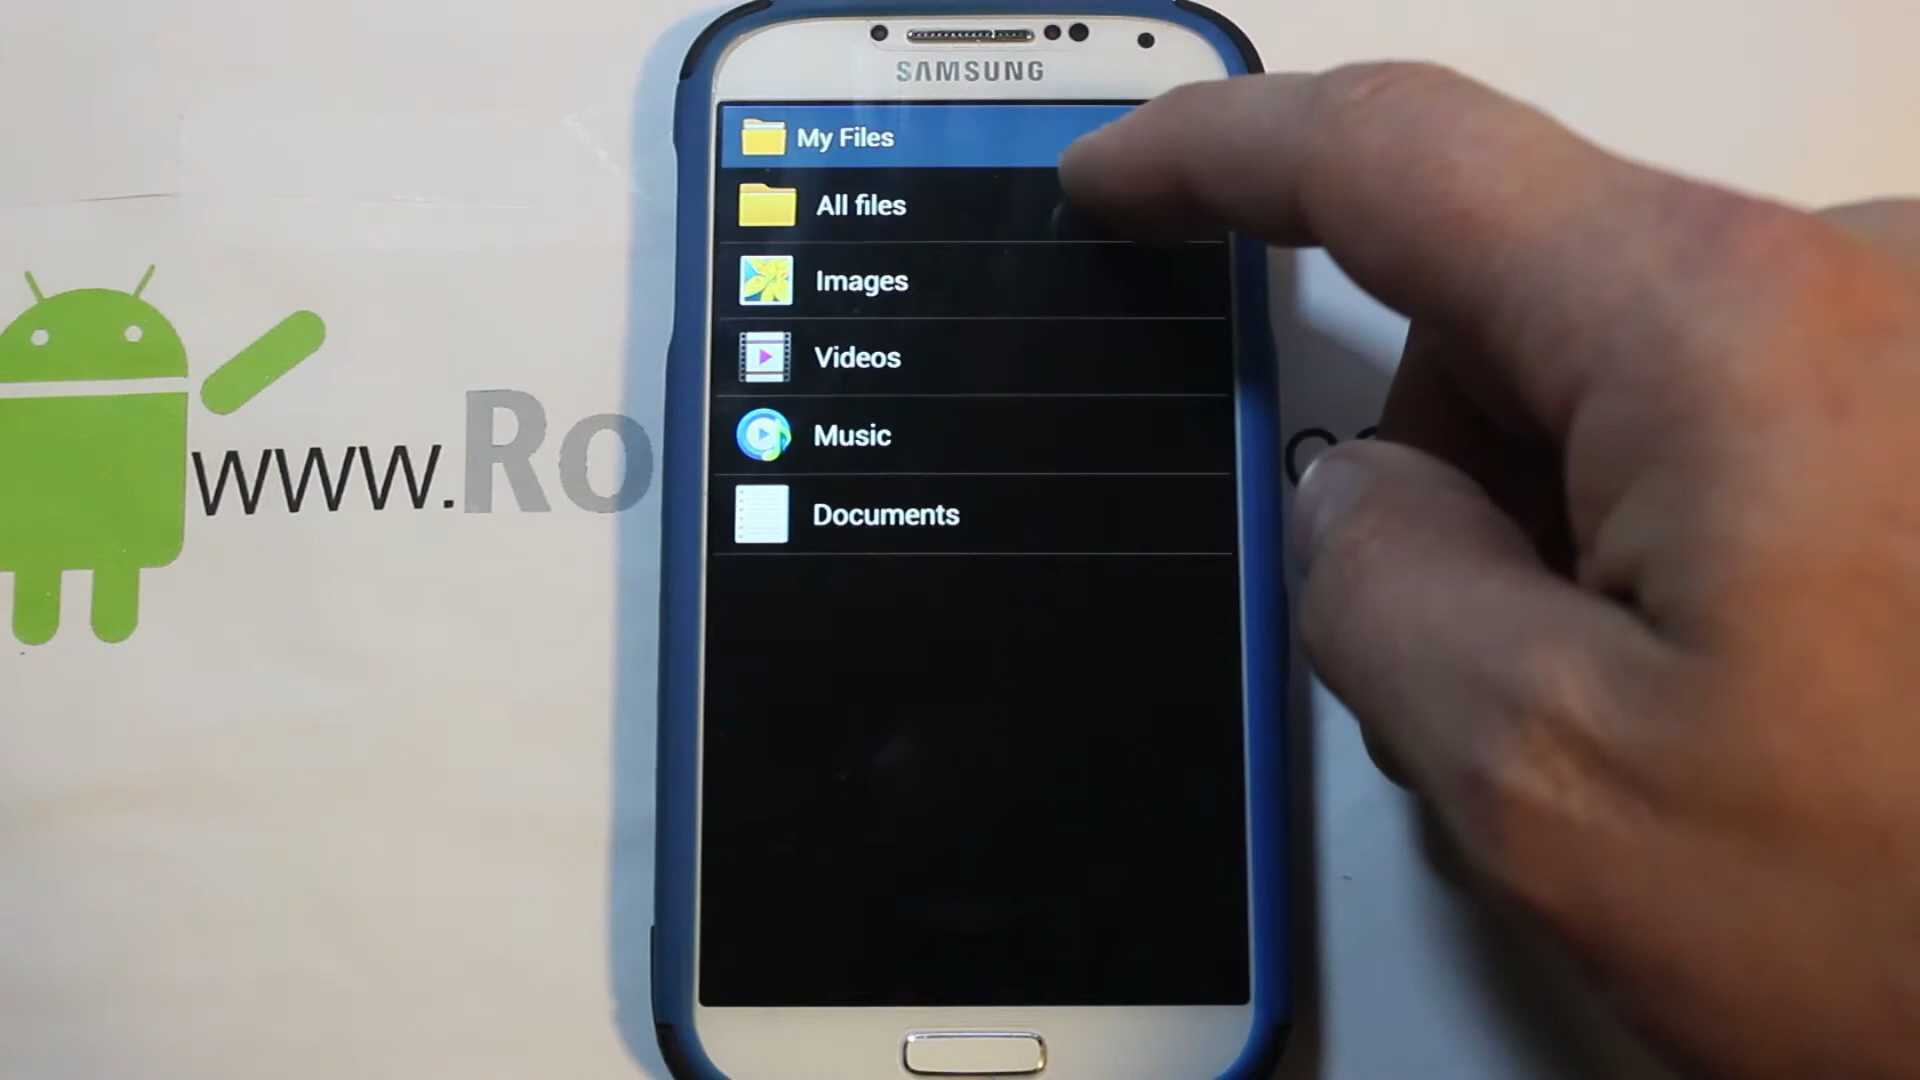 SAMSUNG
My Files
All files
Images
Videos
Music
Documents
www.Ro